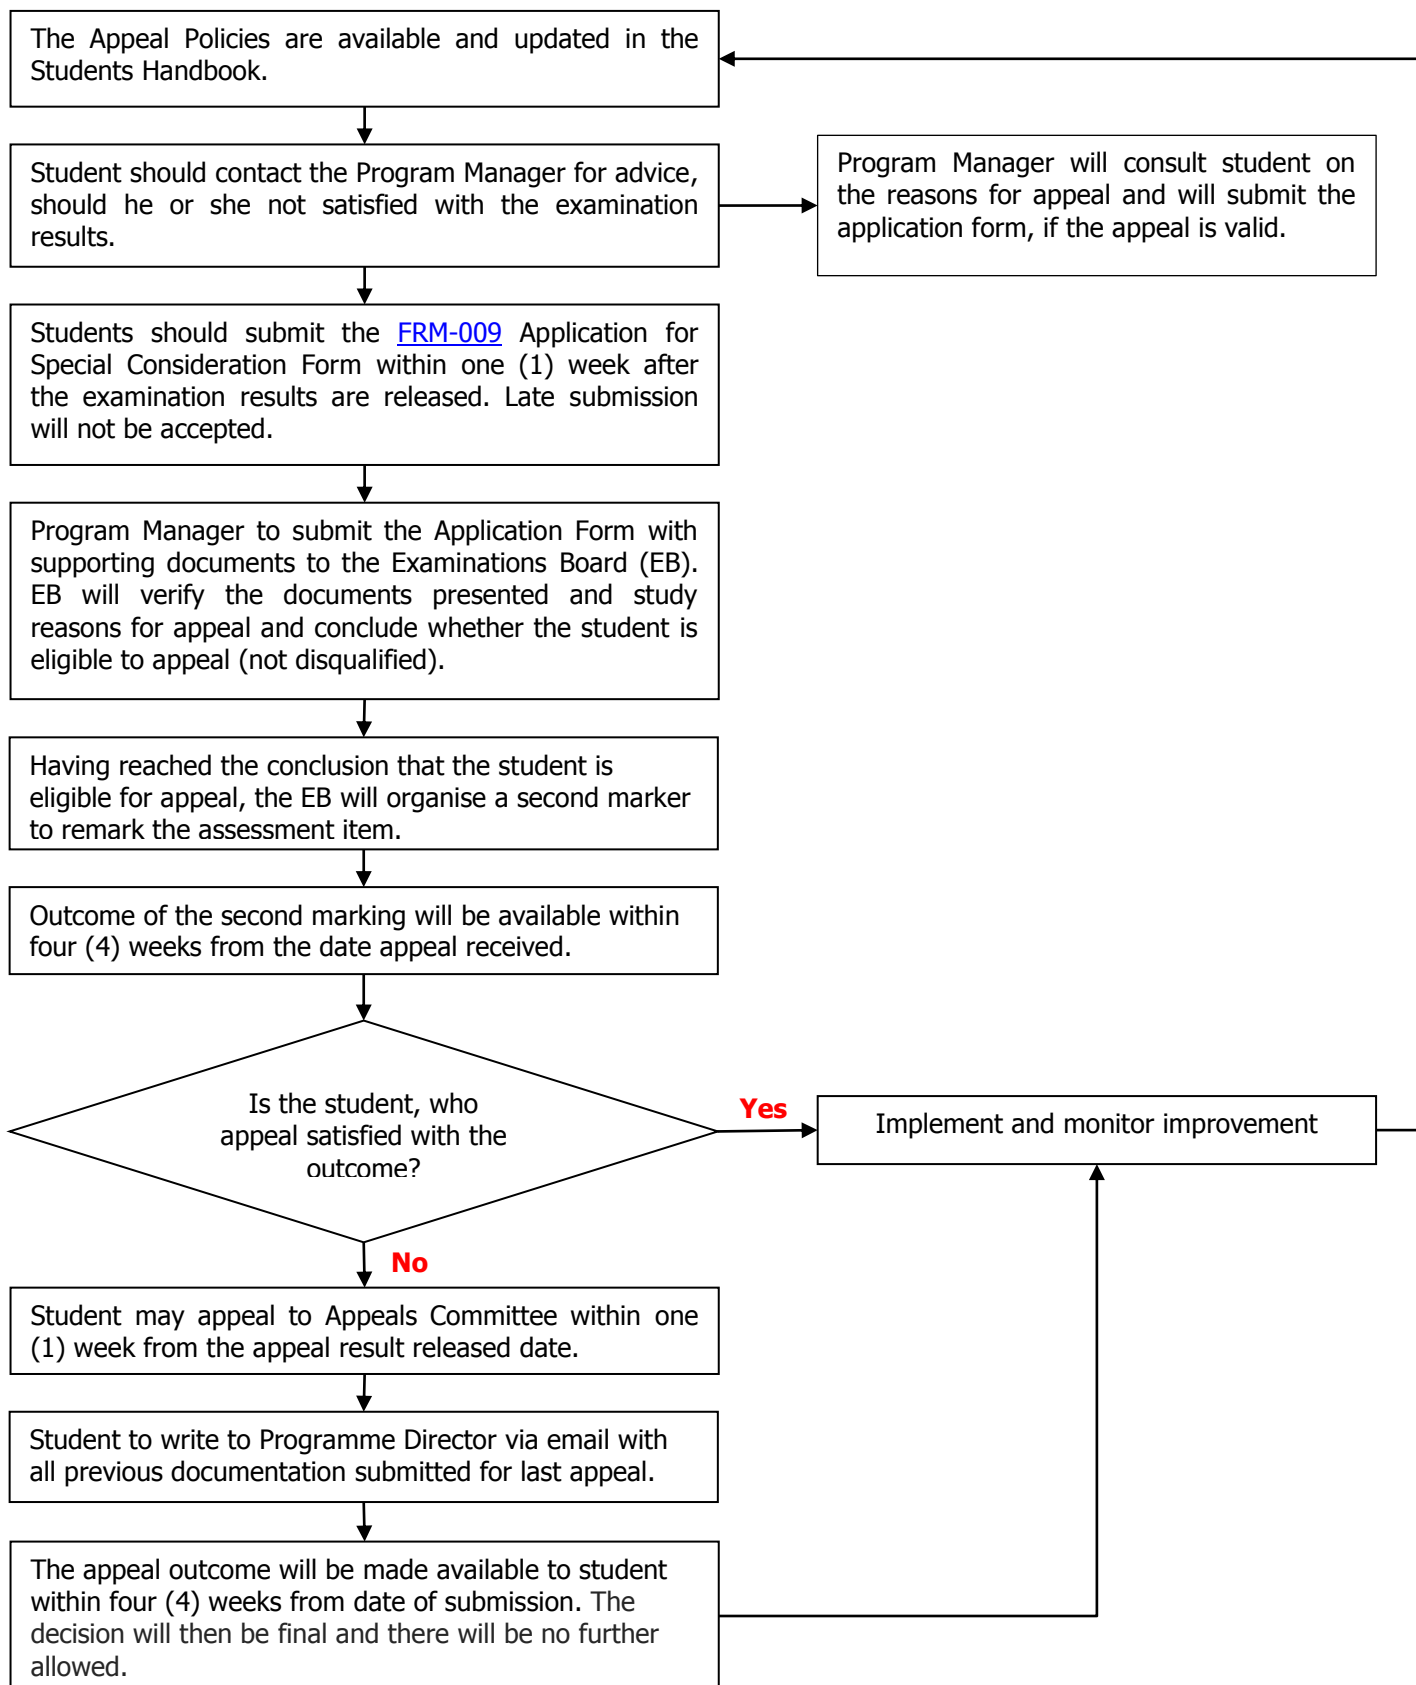 The Appeal Policies are available and updated in the
Students Handbook.
Student should contact the Program Manager for advice,
should he or she not satisfied with the examination
results.
Program Manager will consult student on
the reasons for appeal and will submit the
application form, if the appeal is valid.
Students should submit the FRM-009 Application for
Special Consideration Form within one (1) week after
the examination results are released. Late submission
will not be accepted.
Program Manager to submit the Application Form with
supporting documents to the Examinations Board (EB).
EB will verify the documents presented and study
reasons for appeal and conclude whether the student is
eligible to appeal (not disqualified).
Having reached the conclusion that the student is
eligible for appeal, the EB will organise a second marker
to remark the assessment item.
Outcome of the second marking will be available within
four (4) weeks from the date appeal received.
Is the student, who
appeal satisfied with the
outcome?
Yes
Implement and monitor improvement
No
Student may appeal to Appeals Committee within one
(1) week from the appeal result released date.
Student to write to Programme Director via email with
all previous documentation submitted for last appeal.
The appeal outcome will be made available to student
within four (4) weeks from date of submission. The
decision will then be final and there will be no further
allowed.